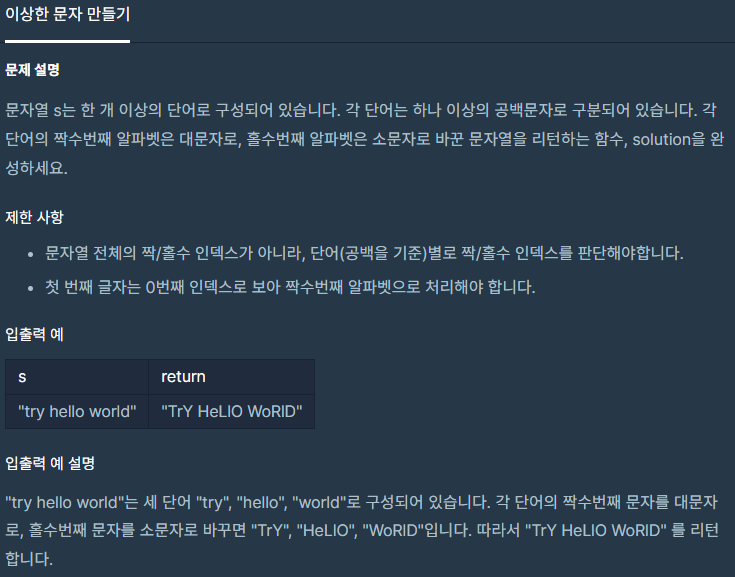 이상한 문자 만들기
문제 설명
문자열 s는 한 개 이상의 단어로 구성되어 있습니다. 각 단어는 하나 이상의 공백문자로 구분되어 있습니다. 각
단어의 짝수번째 알파벳은 대문자로, 홀수번째 알파벳은 소문자로 바꾼 문자열을 리턴하는 함수, solution을 완
성하세요.
제한 사항
• 문자열 전체의 짝/홀수 인덱스가 아니라, 단어(공백을 기준)별로 짝/홀수 인덱스를 판단해야합니다.
• 첫 번째 글자는 0번째 인덱스로 보아 짝수번째 알파벳으로 처리해야 합니다.
입출력 예
s return
"try hello world" "TrY HeLlO WoRlD"
입출력 예 설명
"try hello world"는 세 단어 "try", "hello", "world"로 구성되어 있습니다. 각 단어의 짝수번째 문자를 대문자
로, 홀수번째 문자를 소문자로 바꾸면 "TrY", "HeLlO", "WoRlD"입니다. 따라서 "TrY HeLlO WoRlD" 를 리턴
합니다.